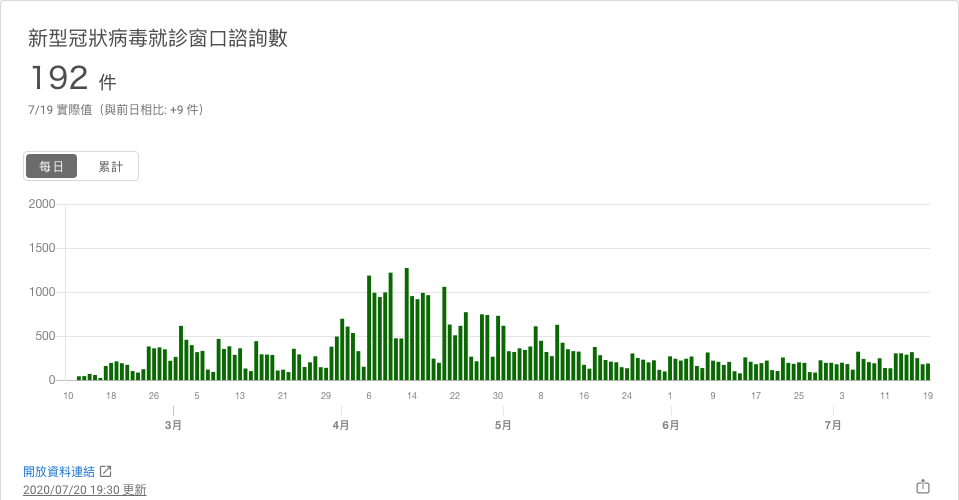 新型冠狀病毒就診窗口諮詢數
192 件
7/19 實際值（與前日相比: +9 件）
每日 累計
2000
1500
1000
500
0
10 18 26 5 13 21 29 6 14 22 30 8 16 24 1 9 17 25 3 11 19
3月 4月 5月 6月 7月
開放資料連結
2020/07/20 19:30 更新